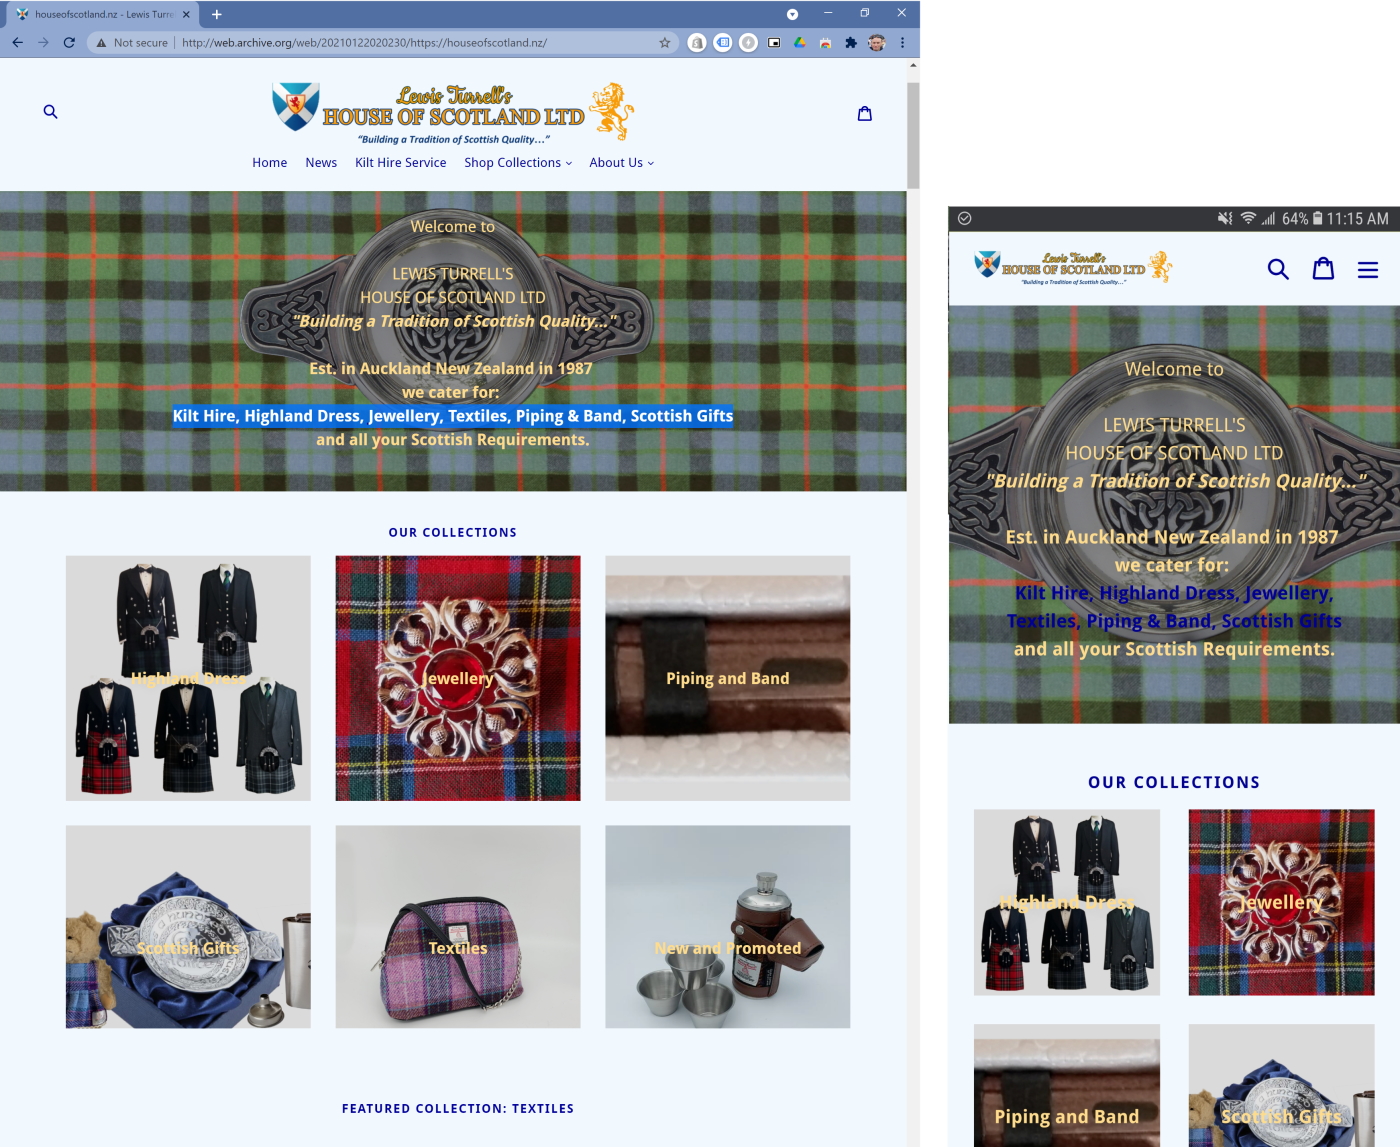 houseofscotland.nz - Lewis Turre
Not secure
http://web.archive.org/web/20210122020230/https://houseofscotland.nz/
Lewis Turrell's
HOUSE OF SCOTLAND LTD
"Building a Tradition of Scottish Quality..."
Home News Kilt Hire Service Shop Collections About Us
Welcome to
LEWIS TURRELL'S
HOUSE OF SCOTLAND LTD
"Building a Tradition of Scottish Quality..."
Est. in Auckland New Zealand in 1987
we cater for:
Kilt Hire, Highland Dress, Jewellery, Textiles, Piping & Band, Scottish Gifts
and all your Scottish Requirements.
OUR COLLECTIONS
Highland Dress
Jewellery
Piping and Band
Scottish Gifts
Textiles
New and Promoted
FEATURED COLLECTION: TEXTILES
64% 11:15 AM
Lewis Turrell's
HOUSE OF SCOTLAND LTD
"Building a Tradition of Scottish Quality..."
Welcome to
LEWIS TURRELL'S
HOUSE OF SCOTLAND LTD
"Building a Tradition of Scottish Quality..."
Est. in Auckland New Zealand in 1987
we cater for:
Kilt Hire, Highland Dress, Jewellery,
Textiles, Piping & Band, Scottish Gifts
and all your Scottish Requirements.
OUR COLLECTIONS
Highland Dress
Jewellery
Piping and Band
Scottish Gifts